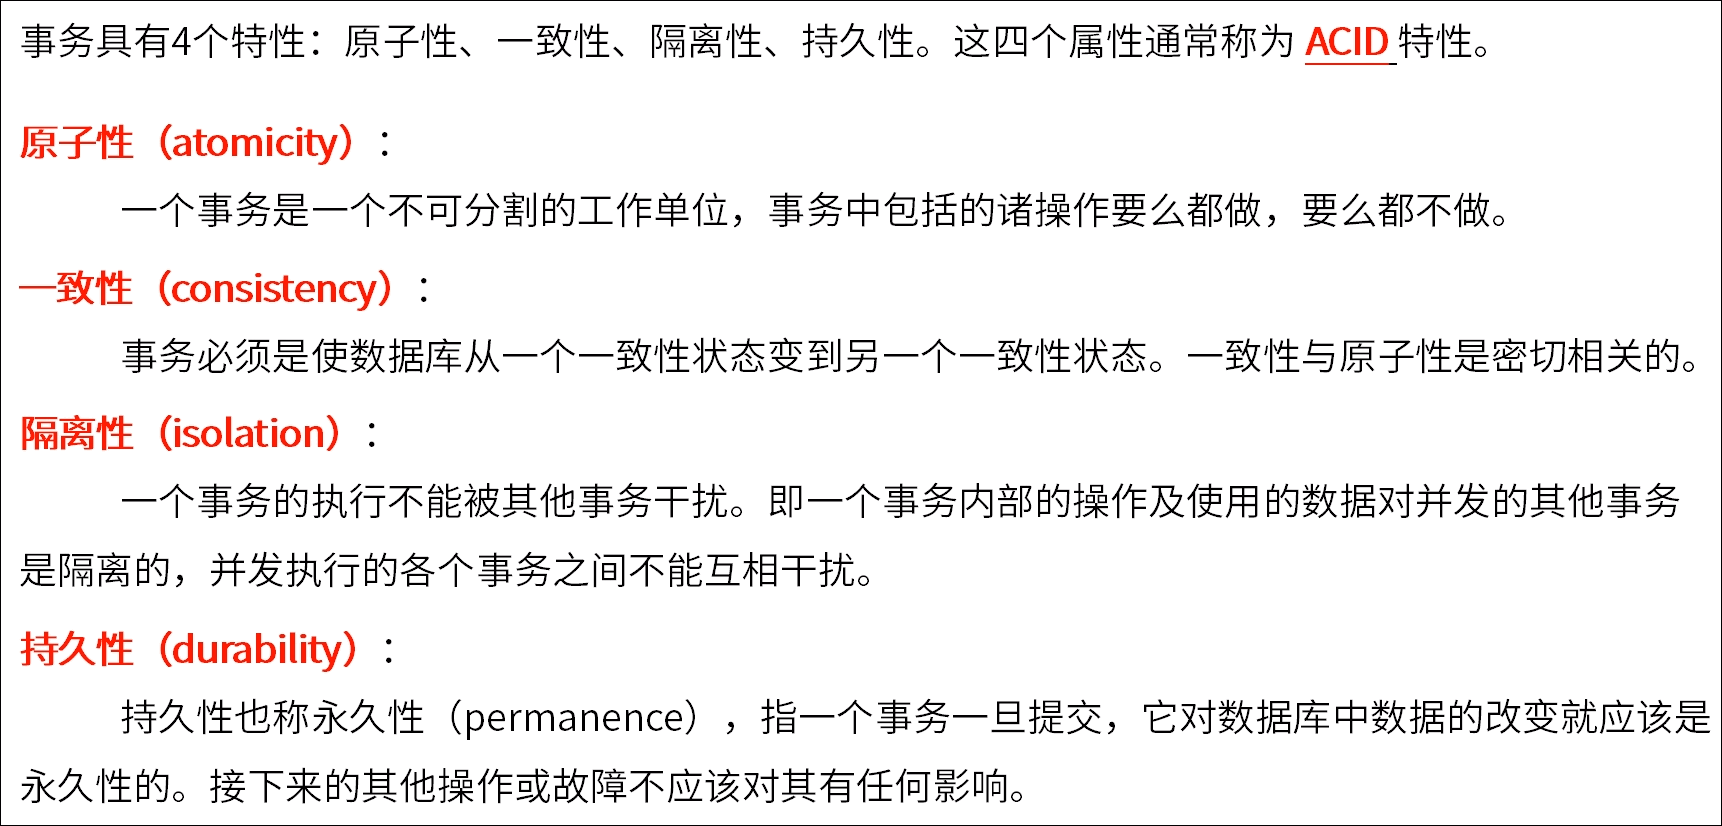 事务具有4个特性：原子性、一致性、隔离性、持久性。这四个属性通常称为 ACID 特性。
原子性（atomicity）：
一个事务是一个不可分割的工作单位，事务中包括的诸操作要么都做，要么都不做。
一致性（consistency）：
事务必须是使数据库从一个一致性状态变到另一个一致性状态。一致性与原子性是密切相关的。
隔离性（isolation）：
一个事务的执行不能被其他事务干扰。即一个事务内部的操作及使用的数据对并发的其他事务
是隔离的，并发执行的各个事务之间不能互相干扰。
持久性（durability）：
持久性也称永久性（permanence），指一个事务一旦提交，它对数据库中数据的改变就应该是
永久性的。接下来的其他操作或故障不应该对其有任何影响。